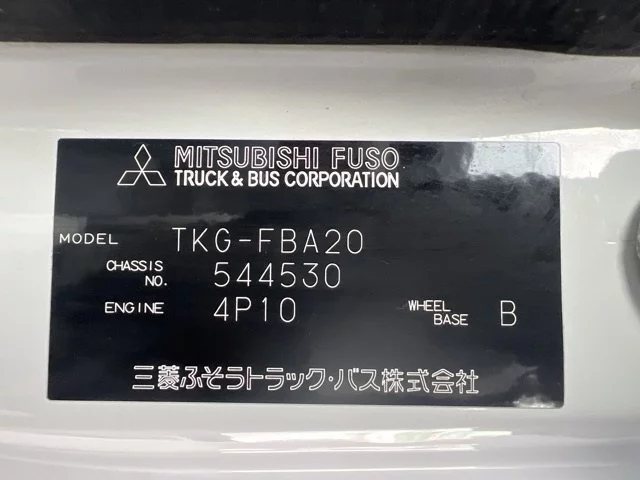 MITSUBISHI FUSO
TRUCK & BUS CORPORATION
MODEL TKG-FBA20
CHASSIS NO. 544530
ENGINE 4P10 WHEEL BASE B
三菱ふそうトラック・バス株式会社